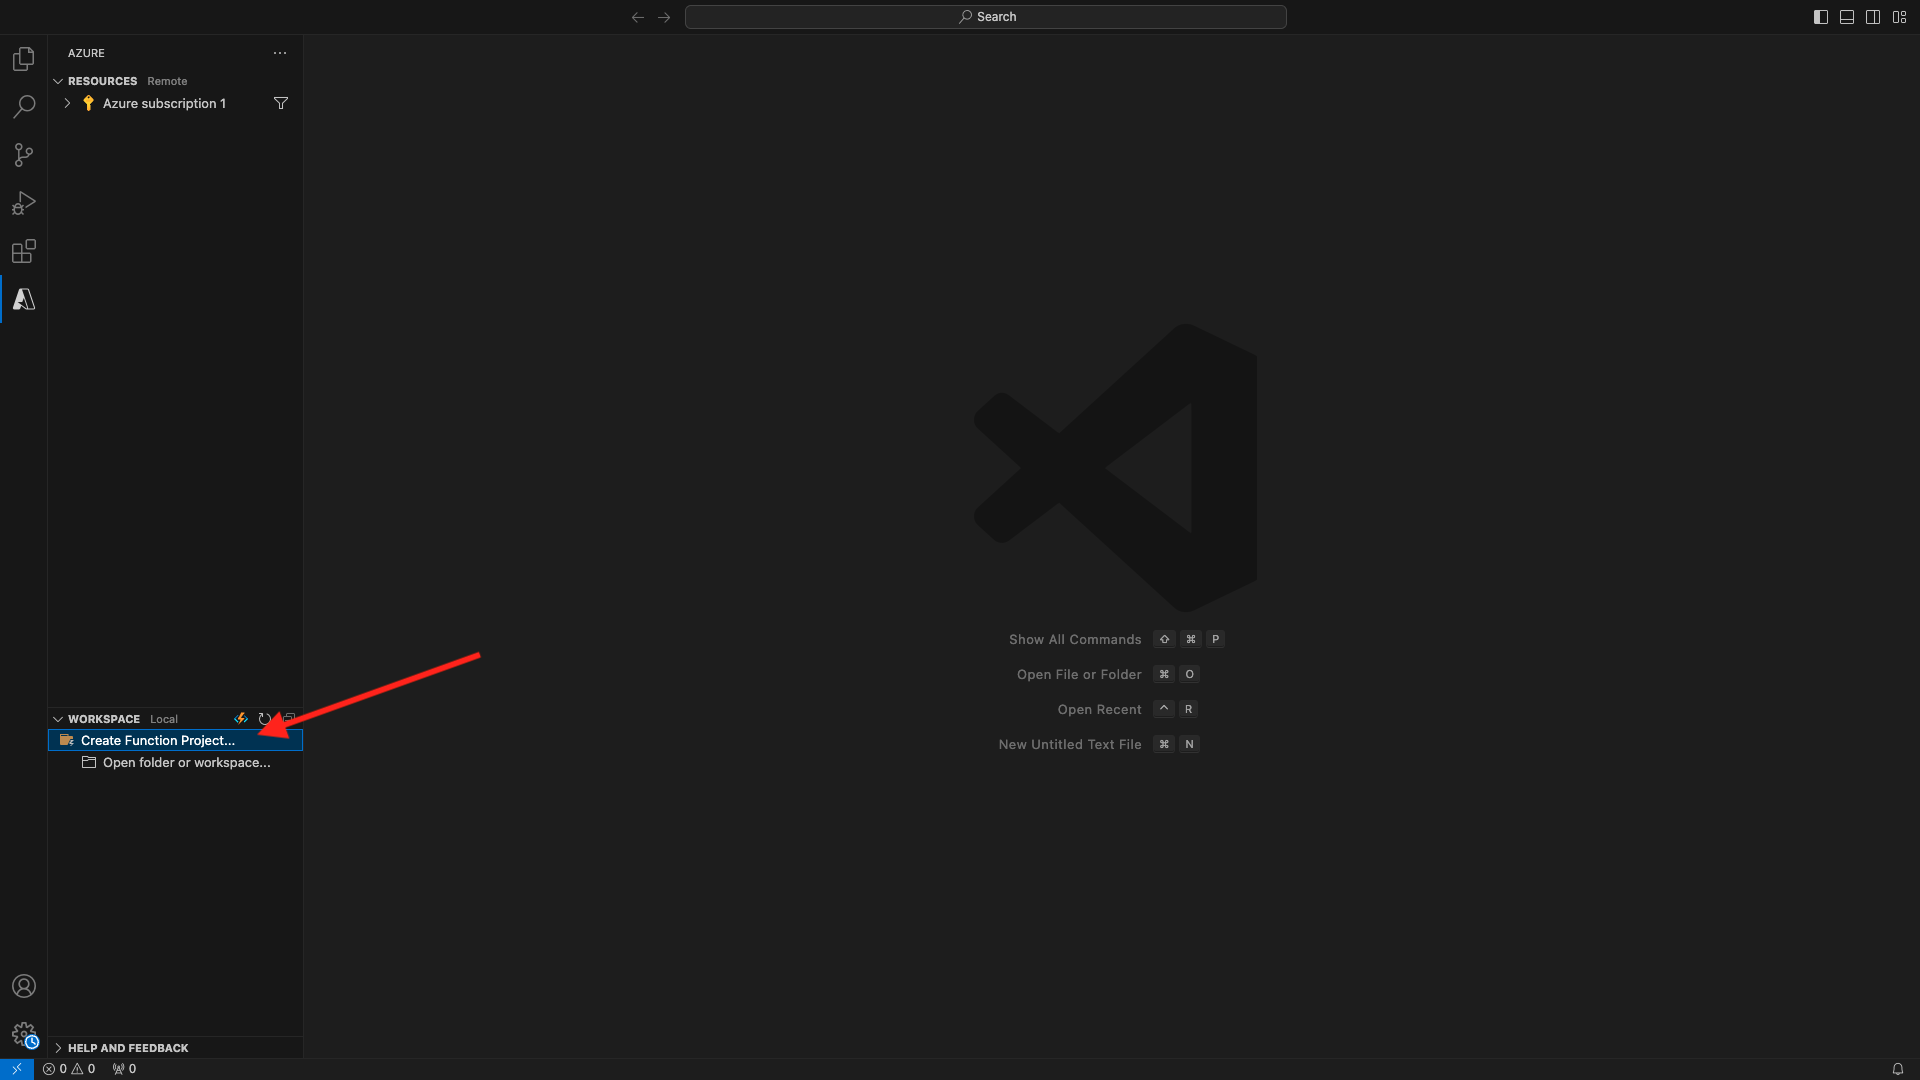 Search
AZURE
RESOURCES Remote
Azure subscription 1
Show All Commands ⇧ ⌘ P
Open File or Folder ⌘ O
Open Recent ^ R
New Untitled Text File ⌘ N
WORKSPACE Local
Create Function Project...
Open folder or workspace...
HELP AND FEEDBACK
0 0 0